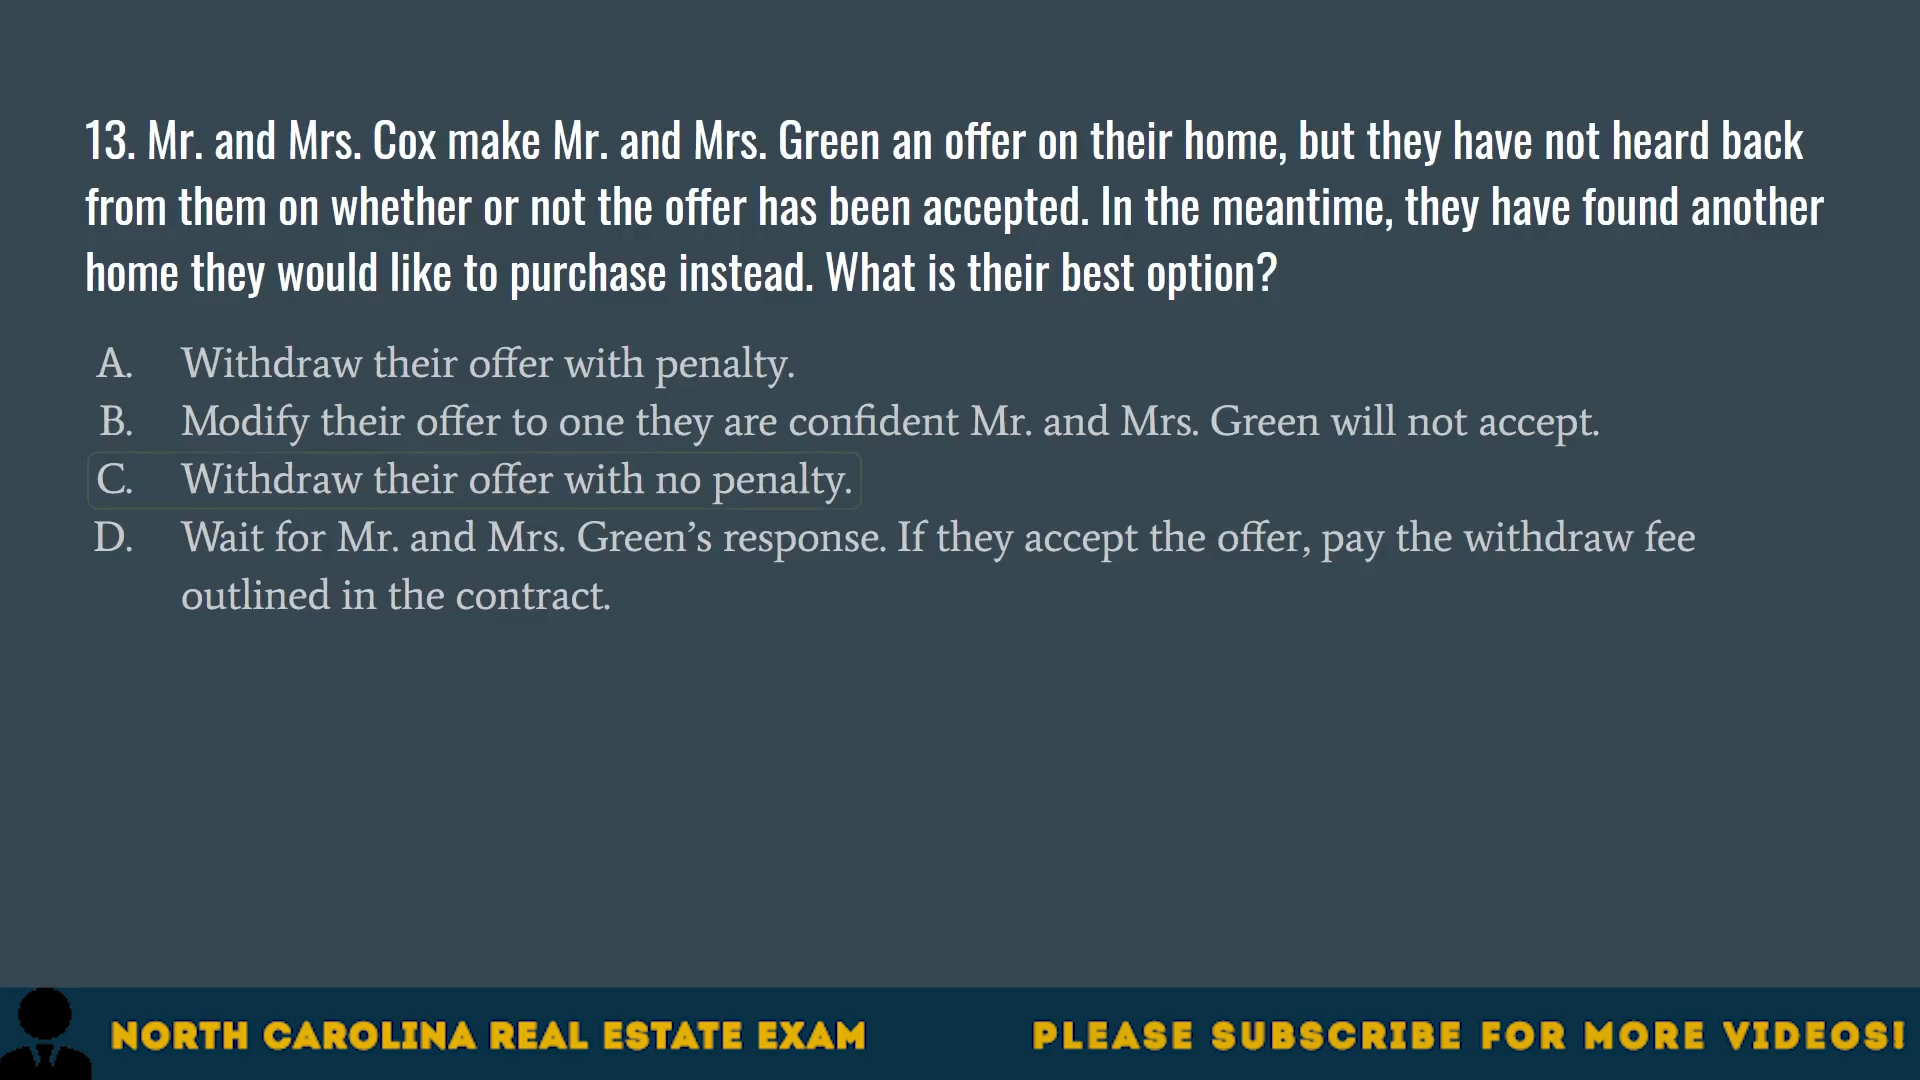 13. Mr. and Mrs. Cox make Mr. and Mrs. Green an offer on their home, but they have not heard back
from them on whether or not the offer has been accepted. In the meantime, they have found another
home they would like to purchase instead. What is their best option?
A. Withdraw their offer with penalty.
B. Modify their offer to one they are confident Mr. and Mrs. Green will not accept.
C. Withdraw their offer with no penalty.
D. Wait for Mr. and Mrs. Green’s response. If they accept the offer, pay the withdraw fee
outlined in the contract.
NORTH CAROLINA REAL ESTATE EXAM
PLEASE SUBSCRIBE FOR MORE VIDEOS!